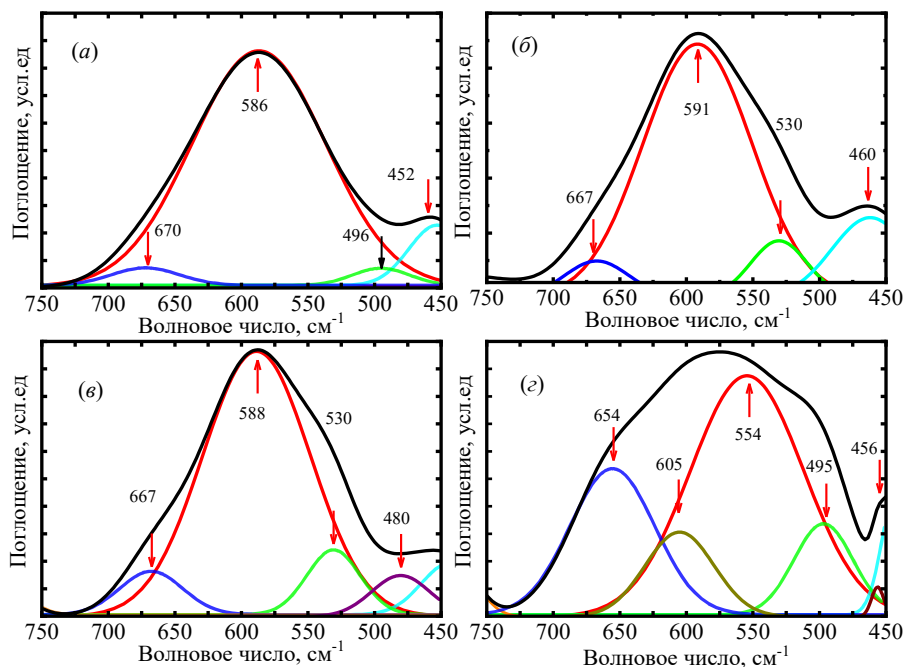 (а)
586
670
496
452
750 700 650 600 550 500 450
Волновое число, см-1
Поглощение, усл.ед
(б)
591
530
667
460
750 700 650 600 550 500 450
Волновое число, см-1
Поглощение, усл.ед
(в)
588
530
667
480
750 700 650 600 550 500 450
Волновое число, см-1
Поглощение, усл.ед
(г)
654
605
554
495
456
750 700 650 600 550 500 450
Волновое число, см-1
Поглощение, усл.ед